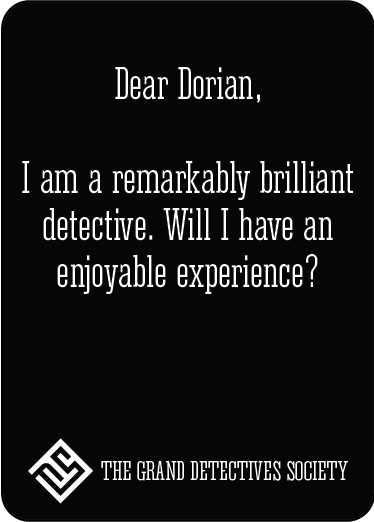 Dear Dorian,
I am a remarkably brilliant
detective. Will I have an
enjoyable experience?
THE GRAND DETECTIVES SOCIETY